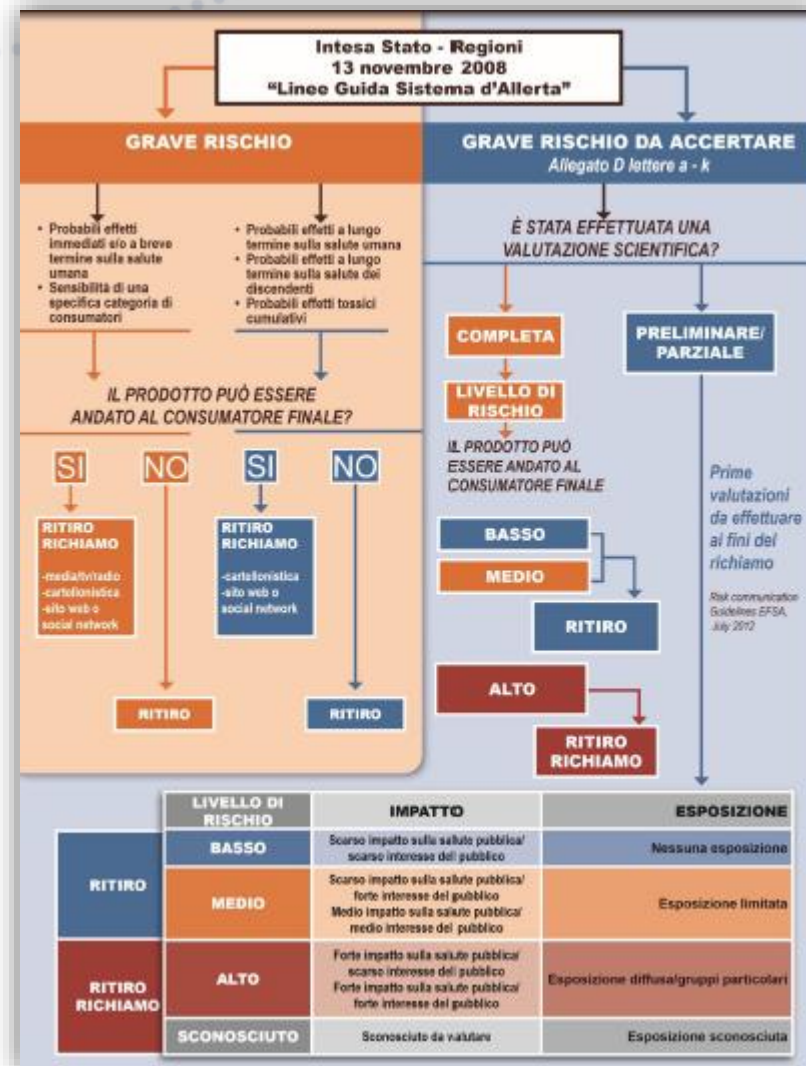 Intesa Stato - Regioni
13 novembre 2008
“Linee Guida Sistema d’Allerta”
GRAVE RISCHIO
• Probabili effetti
immediati e/o a breve
termine sulla salute
umana
• Sensibilità di una
specifica categoria di
consumatori
• Probabili effetti a lungo
termine sulla salute umana
• Probabili effetti a lungo
termine sulla salute dei
discendenti
• Probabili effetti tossici
cumulativi
IL PRODOTTO PUÒ ESSERE
ANDATO AL CONSUMATORE FINALE?
SI
NO
SI
NO
RITIRO
RICHIAMO
-media/tv/radio
-cartellonistica
-sito web o
social network
RITIRO
RICHIAMO
-cartellonistica
-sito web o
social network
RITIRO
RITIRO
GRAVE RISCHIO DA ACCERTARE
Allegato D lettere a - k
È STATA EFFETTUATA UNA
VALUTAZIONE SCIENTIFICA?
COMPLETA
PRELIMINARE/
PARZIALE
LIVELLO DI
RISCHIO
IL PRODOTTO PUÒ
ESSERE ANDATO AL
CONSUMATORE FINALE
BASSO
MEDIO
RITIRO
ALTO
RITIRO
RICHIAMO
Prime
valutazioni
da effettuare
ai fini del
richiamo
Risk communication
Guidelines EFSA,
July 2012
LIVELLO DI
RISCHIO
IMPATTO
ESPOSIZIONE
RITIRO
BASSO
Scarso impatto sulla salute pubblica/
scarso interesse del pubblico
Nessuna esposizione
MEDIO
Scarso impatto sulla salute pubblica/
forte interesse del pubblico
Medio impatto sulla salute pubblica/
medio interesse del pubblico
Esposizione limitata
RITIRO
RICHIAMO
ALTO
Forte impatto sulla salute pubblica/
scarso interesse del pubblico
Forte impatto sulla salute pubblica/
forte interesse del pubblico
Esposizione diffusa/gruppi particolari
SCONOSCIUTO
Sconosciuto da valutare
Esposizione sconosciuta